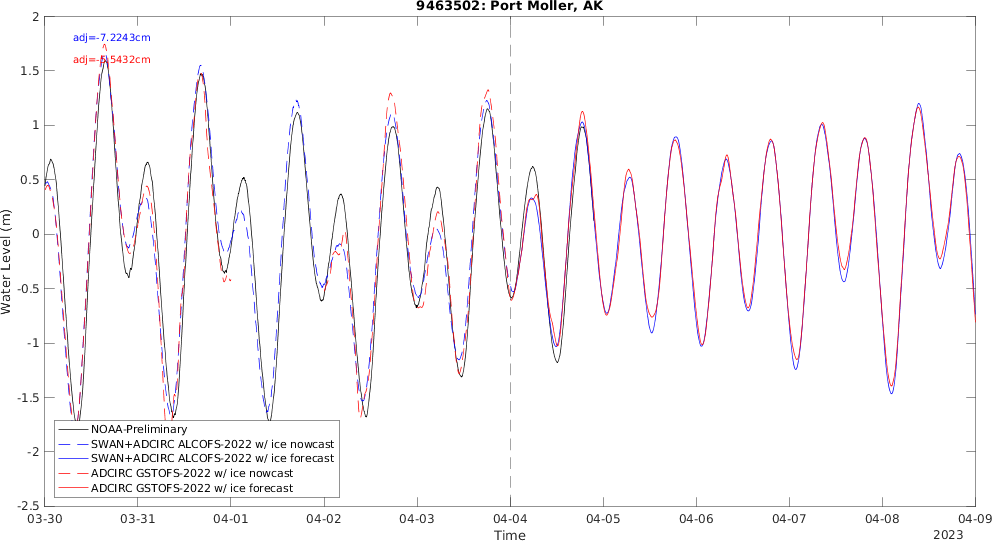 9463502: Port Moller, AK
adj=-7.2243cm
adj=-5.5432cm
Water Level (m)
2
1.5
1
0.5
0
-0.5
-1
-1.5
-2
-2.5
NOAA-Preliminary
SWAN+ADCIRC ALCOFS-2022 w/ ice nowcast
SWAN+ADCIRC ALCOFS-2022 w/ ice forecast
ADCIRC GSTOFS-2022 w/ ice nowcast
ADCIRC GSTOFS-2022 w/ ice forecast
03-30 03-31 04-01 04-02 04-03 04-04 04-05 04-06 04-07 04-08 04-09
Time
2023